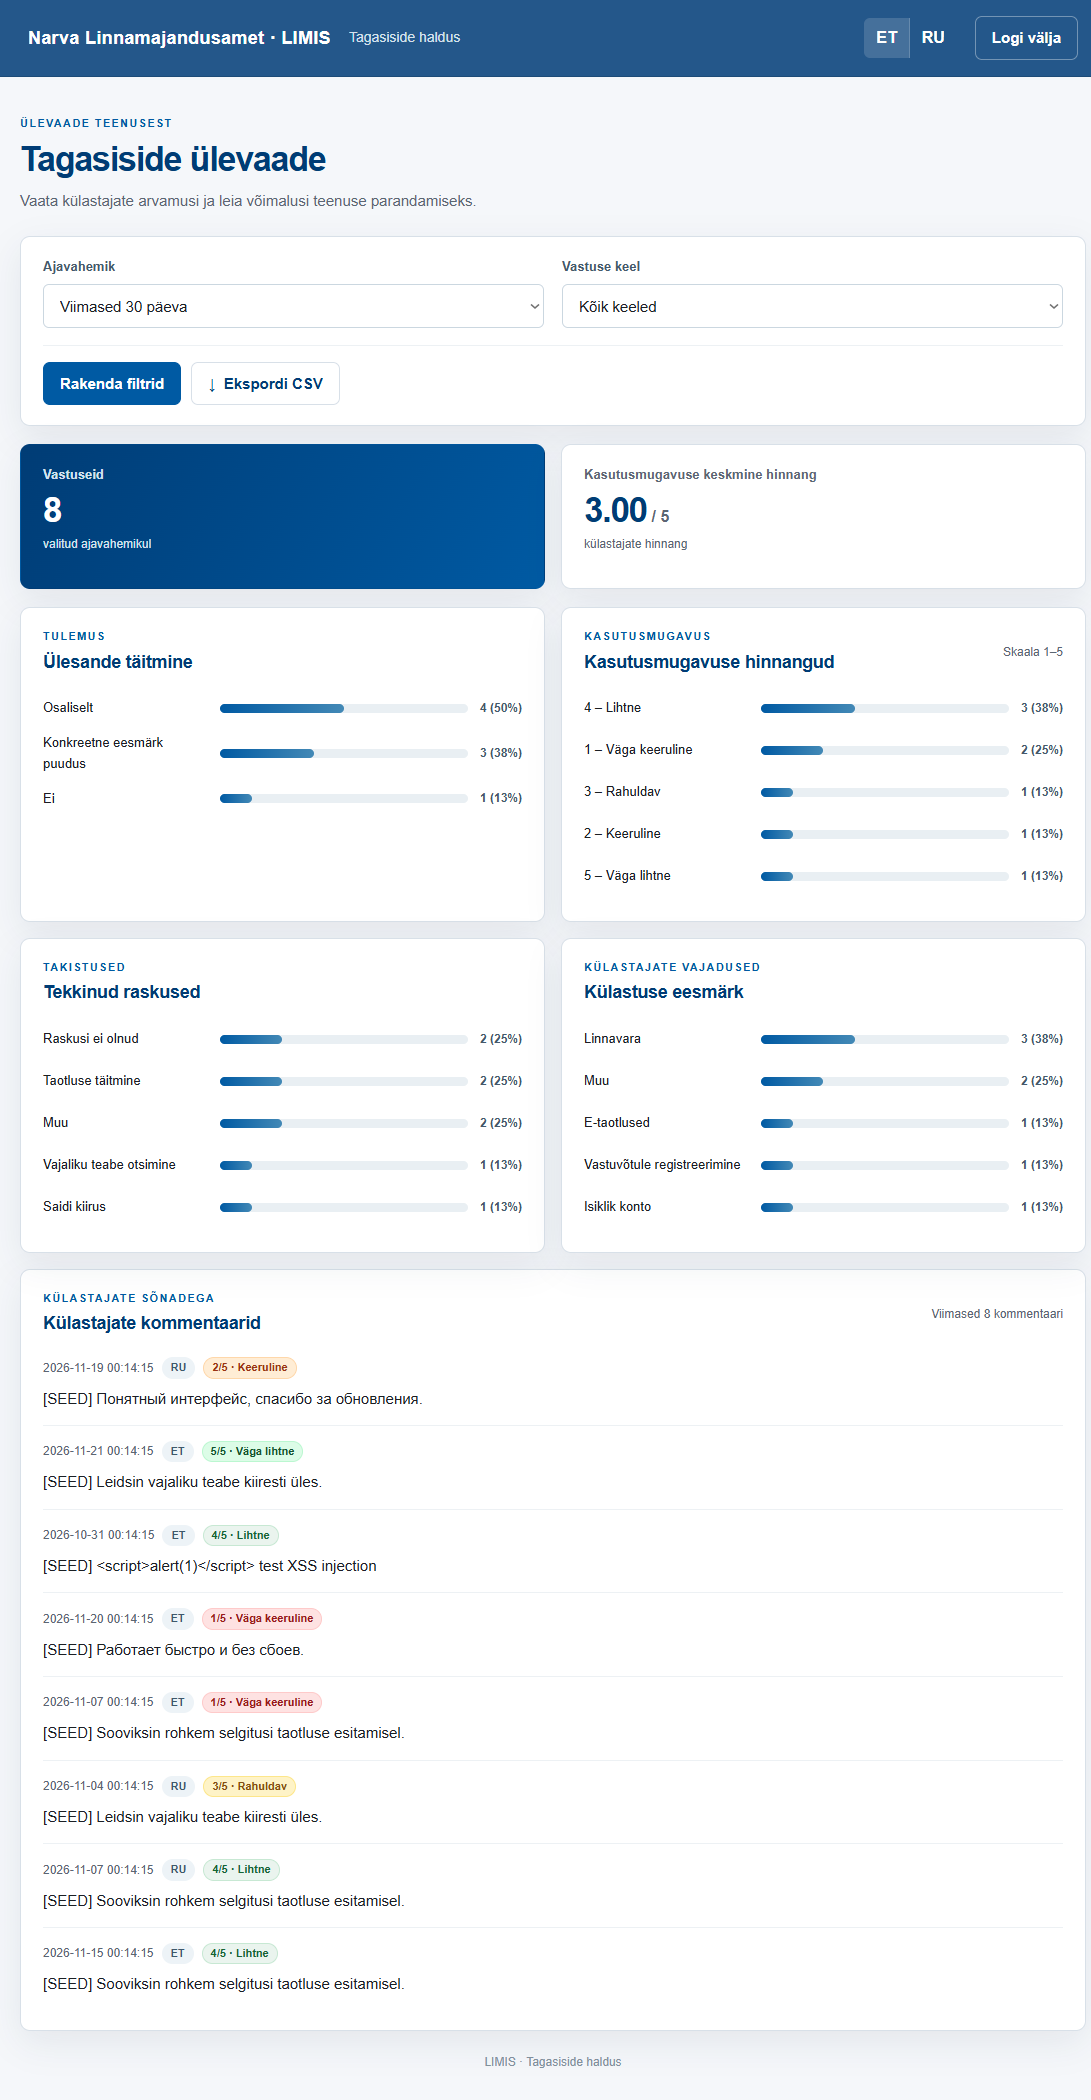 Narva Linnamajandusamet · LIMIS Tagasiside haldus ET RU Logi välja
ÜLEVAADE TEENUSEST
Tagasiside ülevaade
Vaata külastajate arvamusi ja leia võimalusi teenuse parandamiseks.
Ajavahemik
Viimased 30 päeva
Vastuse keel
Kõik keeled
Rakenda filtrid ↓ Ekspordi CSV
Vastuseid
8
valitud ajavahemikul
Kasutusmugavuse keskmine hinnang
3.00 / 5
külastajate hinnang
TULEMUS
Ülesande täitmine
Osaliselt 4 (50%)
Konkreetne eesmärk
puudus 3 (38%)
Ei 1 (13%)
KASUTUSMUGAVUS
Kasutusmugavuse hinnangud
Skaala 1–5
4 – Lihtne 3 (38%)
1 – Väga keeruline 2 (25%)
3 – Rahuldav 1 (13%)
2 – Keeruline 1 (13%)
5 – Väga lihtne 1 (13%)
TAKISTUSED
Tekkinud raskused
Raskusi ei olnud 2 (25%)
Taotluse täitmine 2 (25%)
Muu 2 (25%)
Vajaliku teabe otsimine 1 (13%)
Saidi kiirus 1 (13%)
KÜLASTAJATE VAJADUSED
Külastuse eesmärk
Linnavara 3 (38%)
Muu 2 (25%)
E-taotlused 1 (13%)
Vastuvõtule registreerimine 1 (13%)
Isiklik konto 1 (13%)
KÜLASTAJATE SÕNADEGA
Külastajate kommentaarid
Viimased 8 kommentaari
2026-11-19 00:14:15 RU 2/5 · Keeruline
[SEED] Понятный интерфейс, спасибо за обновления.
2026-11-21 00:14:15 ET 5/5 · Väga lihtne
[SEED] Leidsin vajaliku teabe kiiresti üles.
2026-10-31 00:14:15 ET 4/5 · Lihtne
[SEED] <script>alert(1)</script> test XSS injection
2026-11-20 00:14:15 ET 1/5 · Väga keeruline
[SEED] Работает быстро и без сбоев.
2026-11-07 00:14:15 ET 1/5 · Väga keeruline
[SEED] Sooviksin rohkem selgitusi taotluse esitamisel.
2026-11-04 00:14:15 RU 3/5 · Rahuldav
[SEED] Leidsin vajaliku teabe kiiresti üles.
2026-11-07 00:14:15 RU 4/5 · Lihtne
[SEED] Sooviksin rohkem selgitusi taotluse esitamisel.
2026-11-15 00:14:15 ET 4/5 · Lihtne
[SEED] Sooviksin rohkem selgitusi taotluse esitamisel.
LIMIS · Tagasiside haldus